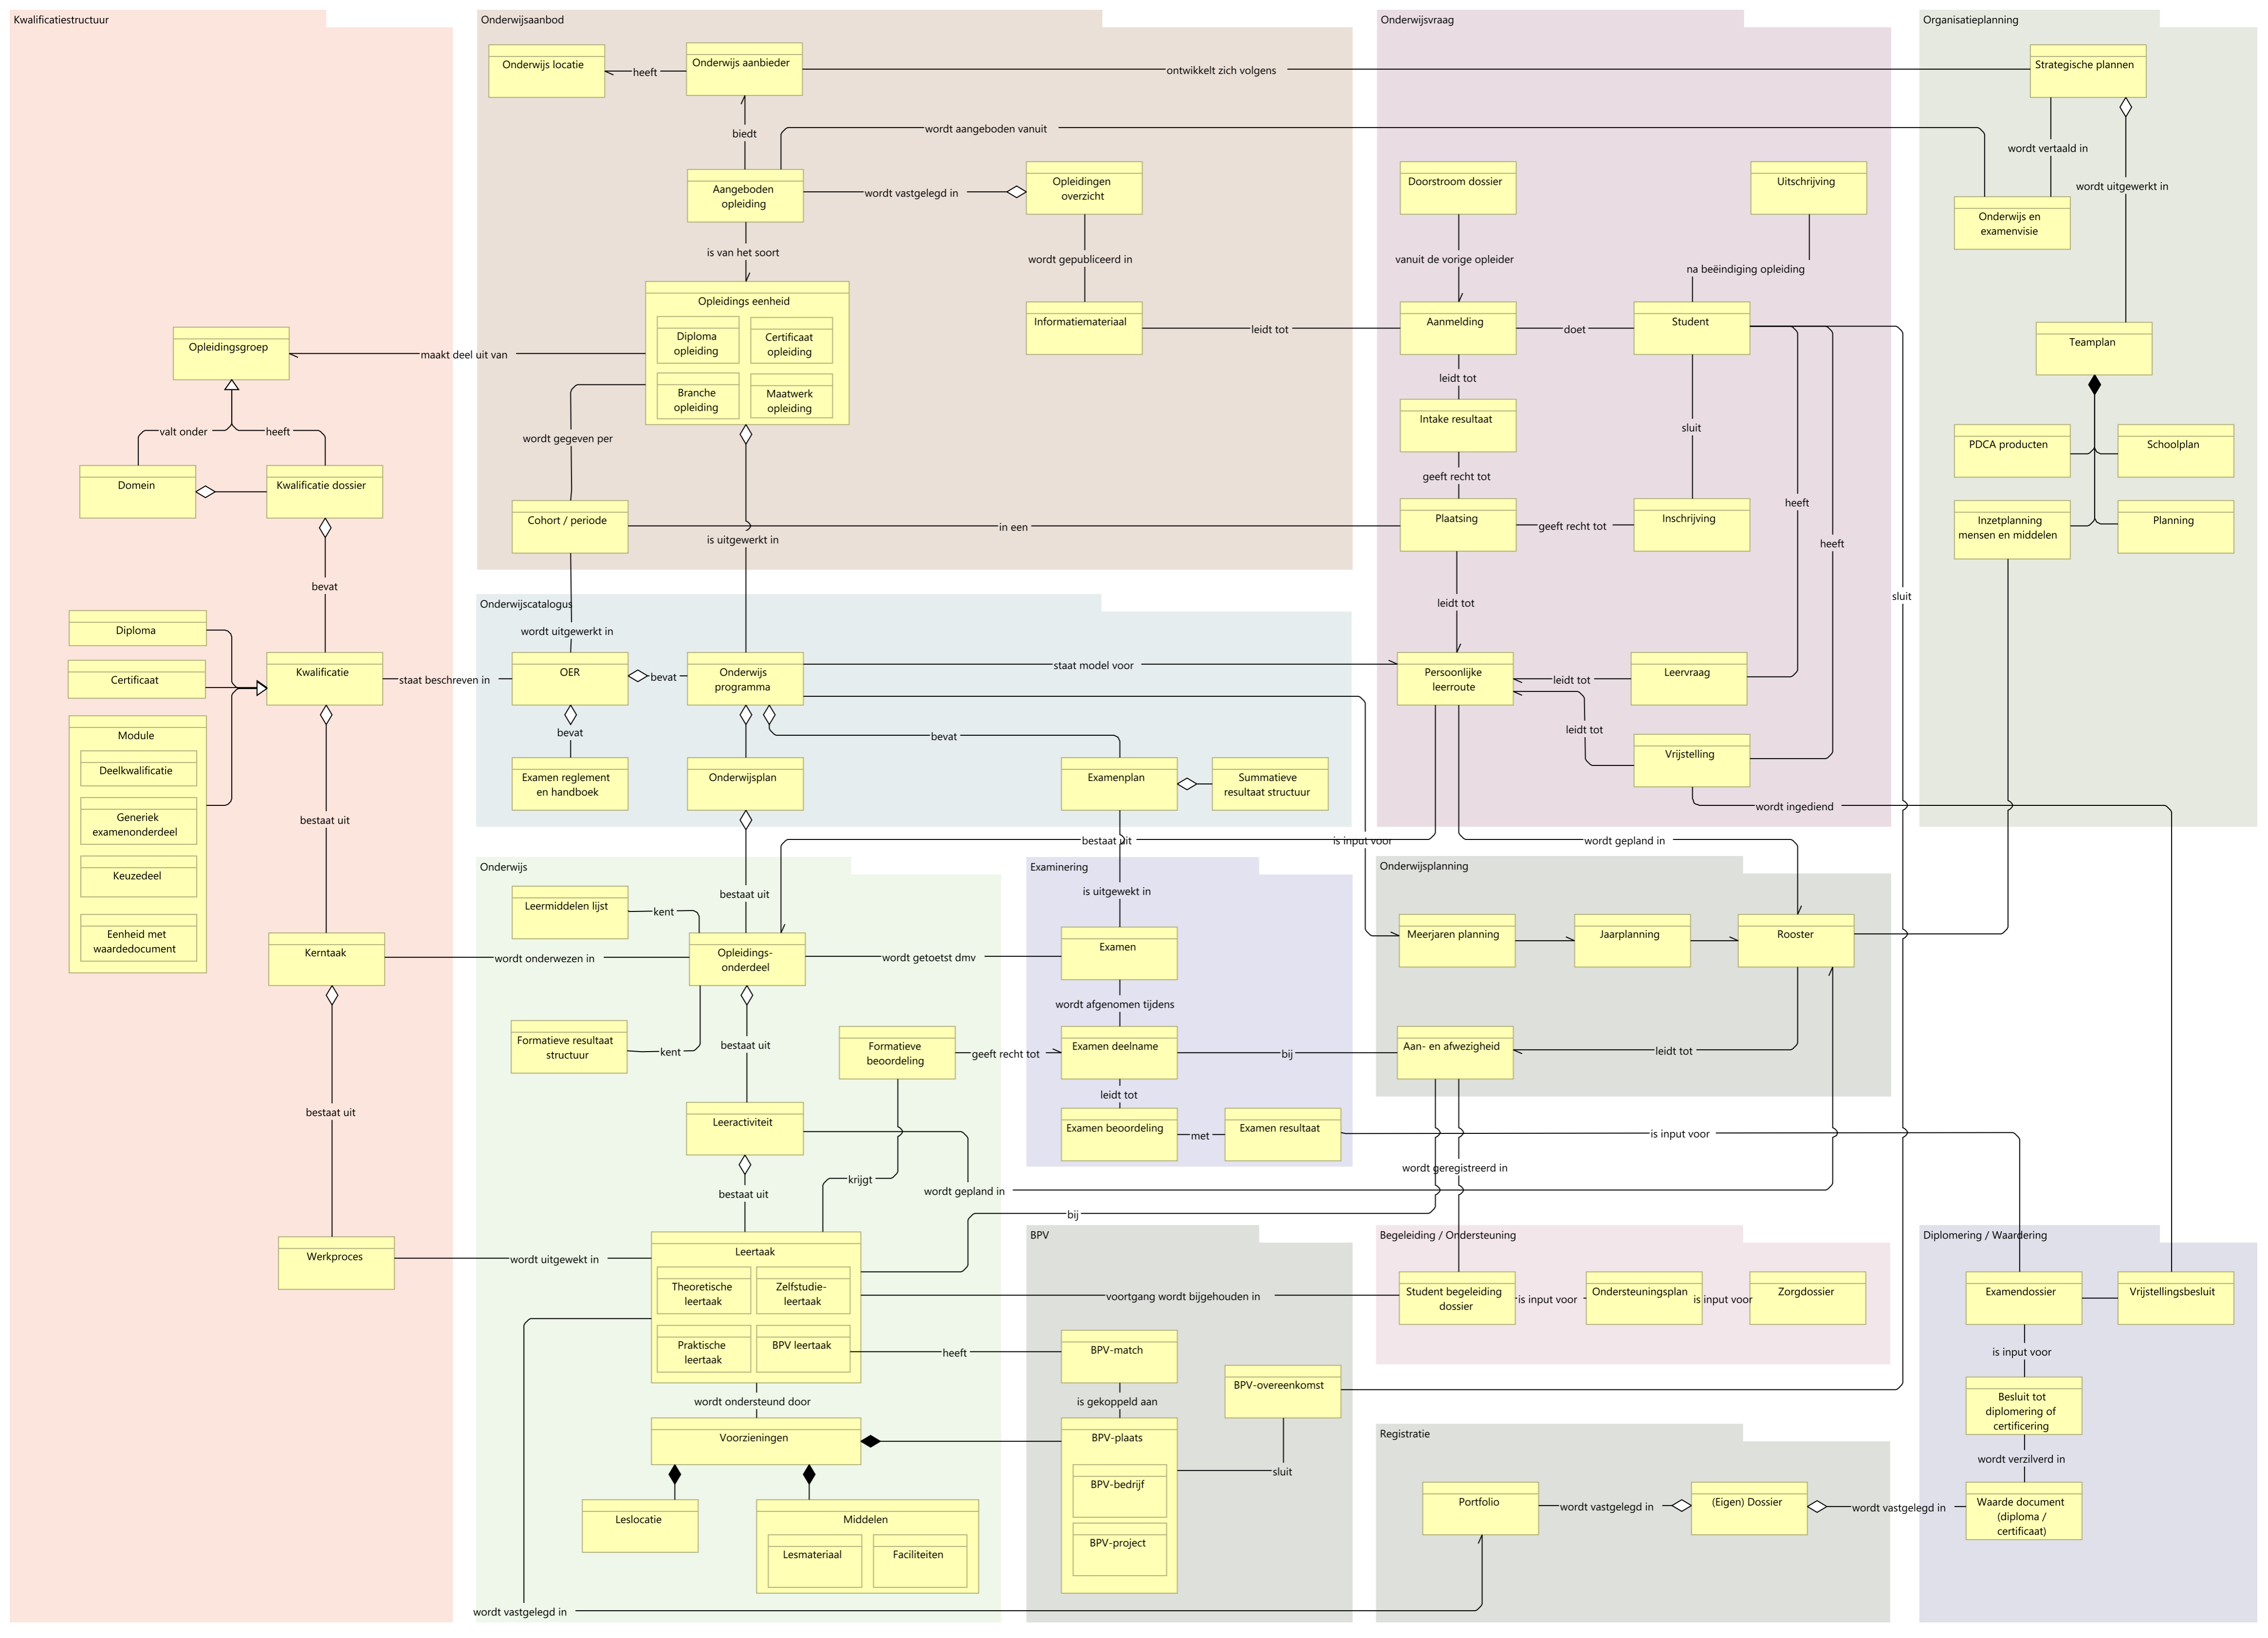 Kwalificatiestructuur
Opleidingsgroep
valt onder
heeft
Domein
Kwalificatie dossier
bevat
Diploma
Certificaat
Kwalificatie
staat beschreven in
Module
Deelkwalificatie
Generiek
examenonderdeel
Keuzedeel
Eenheid met
waardedocument
bestaat uit
Kerntaak
wordt onderwezen in
bestaat uit
Werkproces
wordt uitgewekt in
Onderwijsaanbod
Onderwijs locatie
heeft
Onderwijs aanbieder
ontwikkelt zich volgens
biedt
wordt aangeboden vanuit
Aangeboden
opleiding
wordt vastgelegd in
Opleidingen
overzicht
is van het soort
wordt gepubliceerd in
Opleidings eenheid
Diploma
opleiding
Certificaat
opleiding
Branche
opleiding
Maatwerk
opleiding
Informatiemateriaal
leidt tot
maakt deel uit van
wordt gegeven per
Cohort / periode
in een
is uitgewerkt in
Onderwijscatalogus
wordt uitgewerkt in
OER
bevat
Onderwijs
programma
staat model voor
bevat
bevat
Examen reglement
en handboek
Onderwijsplan
Examenplan
Summatieve
resultaat structuur
bestaat uit
is input voor
Onderwijsvraag
Doorstroom dossier
Uitschrijving
vanuit de vorige opleider
na beëindiging opleiding
Aanmelding
doet
Student
leidt tot
Intake resultaat
sluit
geeft recht tot
Plaatsing
geeft recht tot
Inschrijving
heeft
heeft
sluit
leidt tot
Persoonlijke
leerroute
leidt tot
Leervraag
leidt tot
Vrijstelling
wordt ingediend
wordt gepland in
Organisatieplanning
Strategische plannen
wordt vertaald in
wordt uitgewerkt in
Onderwijs en
examenvisie
Teamplan
PDCA producten
Schoolplan
Inzetplanning
mensen en middelen
Planning
Onderwijs
Leermiddelen lijst
kent
bestaat uit
Opleidings-
onderdeel
wordt getoetst dmv
Formatieve resultaat
structuur
kent
bestaat uit
Formatieve
beoordeling
geeft recht tot
Leeractiviteit
bestaat uit
krijgt
wordt gepland in
bij
Leertaak
Theoretische
leertaak
Zelfstudie-
leertaak
Praktische
leertaak
BPV leertaak
voortgang wordt bijgehouden in
heeft
wordt ondersteund door
Voorzieningen
Leslocatie
Middelen
Lesmateriaal
Faciliteiten
wordt vastgelegd in
Examinering
is uitgewekt in
Examen
wordt afgenomen tijdens
Examen deelname
bij
leidt tot
Examen beoordeling
met
Examen resultaat
is input voor
Onderwijsplanning
Meerjaren planning
Jaarplanning
Rooster
Aan- en afwezigheid
leidt tot
wordt geregistreerd in
BPV
BPV-match
is gekoppeld aan
BPV-overeenkomst
BPV-plaats
BPV-bedrijf
BPV-project
sluit
Begeleiding / Ondersteuning
Student begeleiding
dossier
is input voor
Ondersteuningsplan
is input voor
Zorgdossier
Registratie
Portfolio
wordt vastgelegd in
(Eigen) Dossier
wordt vastgelegd in
Diplomering / Waardering
Examendossier
Vrijstellingsbesluit
is input voor
Besluit tot
diplomering of
certificering
wordt verzilverd in
Waarde document
(diploma /
certificaat)